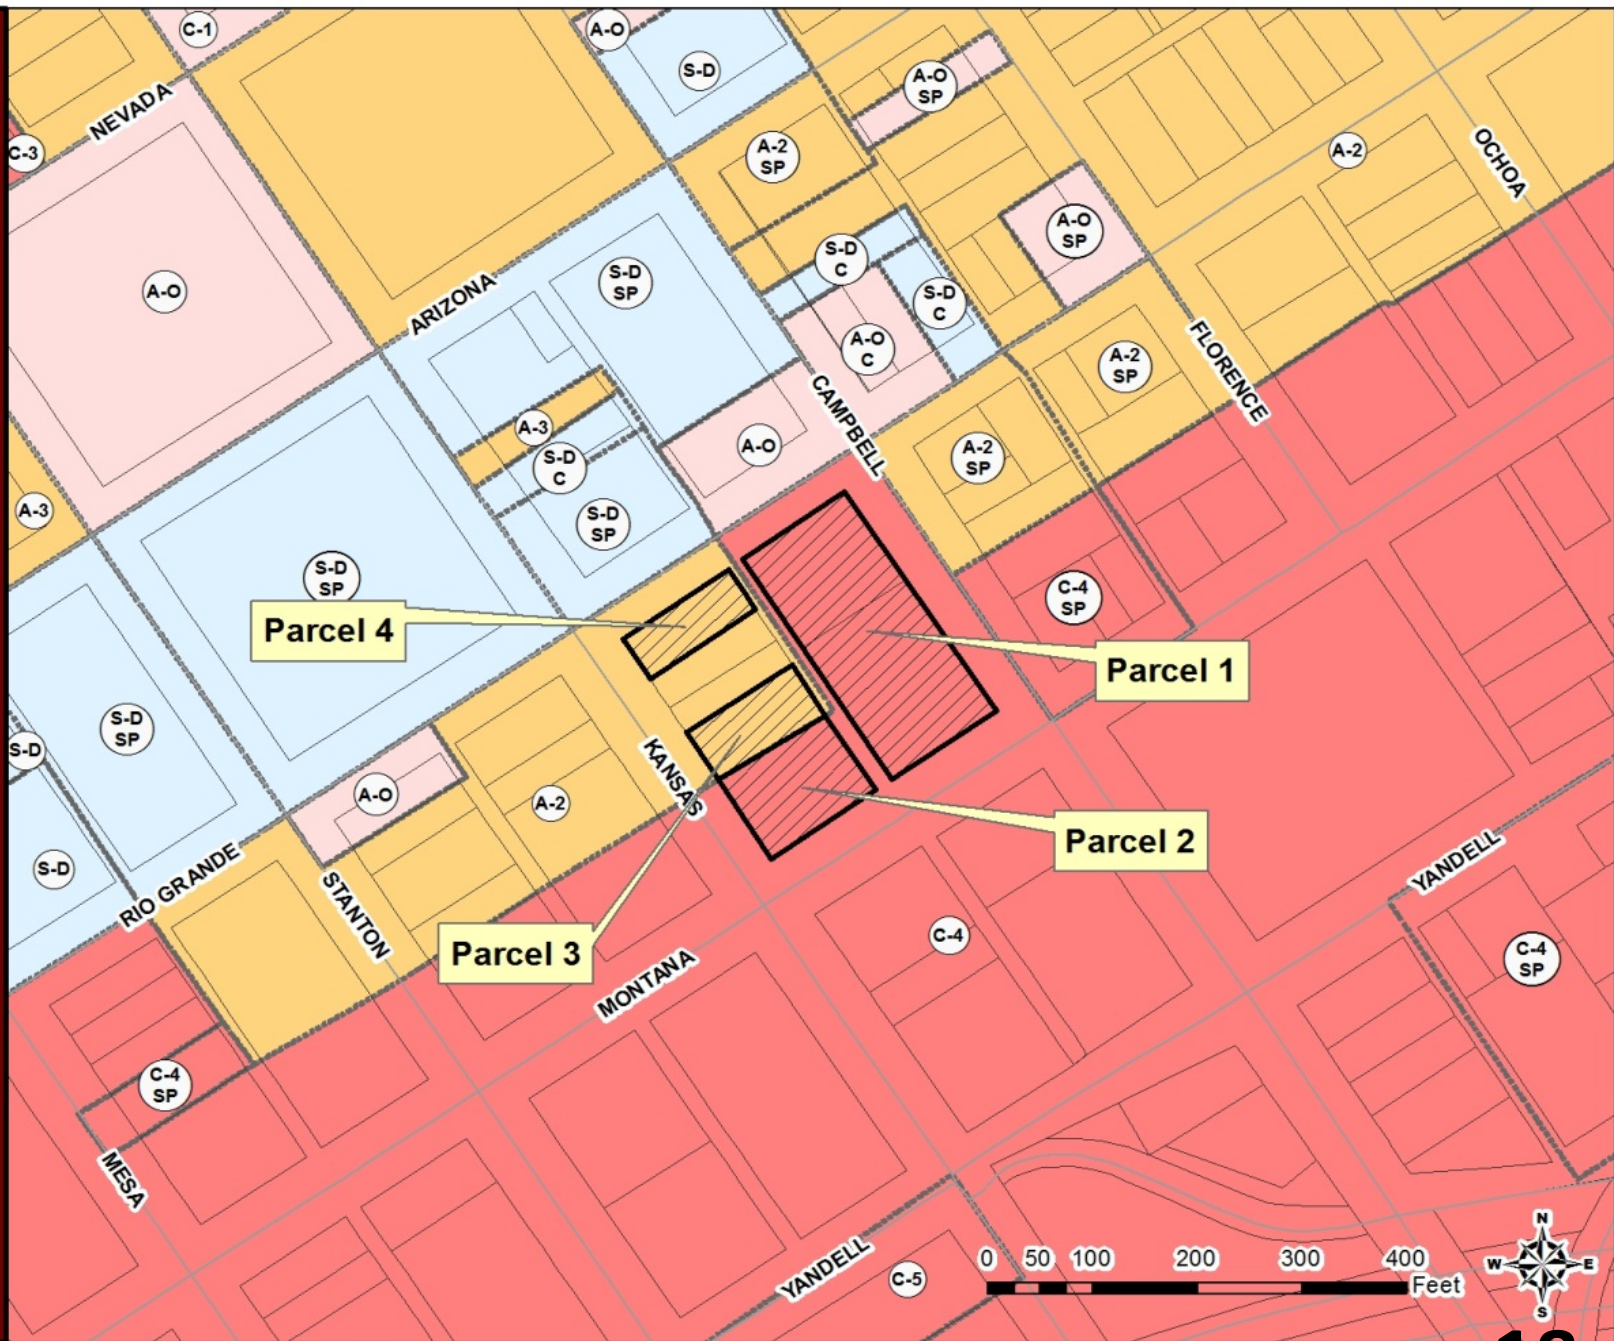 C-1
A-O
S-D
A-O
SP
NEVADA
C-3
A-2
SP
A-2
OCHOA
A-O
SP
S-D
C
S-D
SP
A-O
ARIZONA
S-D
C
A-O
C
FLORENCE
A-2
SP
CAMPBELL
A-3
A-O
A-2
SP
S-D
C
A-3
S-D
SP
S-D
SP
C-4
SP
Parcel 4
Parcel 1
S-D
SP
S-D
KANSAS
A-O
A-2
Parcel 2
S-D
RIO GRANDE
STANTON
YANDELL
Parcel 3
C-4
C-4
SP
MONTANA
C-4
SP
MESA
YANDELL
C-5
0 50 100 200 300 400
Feet
N
W E
S